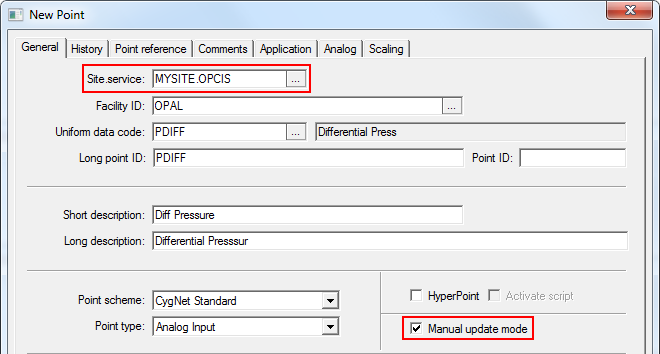 New Point
General History Point reference Comments Application Analog Scaling
Site.service: MYSITE.OPCIS ...
Facility ID: OPAL ...
Uniform data code: PDIFF ... Differential Press
Long point ID: PDIFF Point ID:
Short description: Diff Pressure
Long description: Differential Presssur
Point scheme: CygNet Standard HyperPoint Activate script
Point type: Analog Input Manual update mode